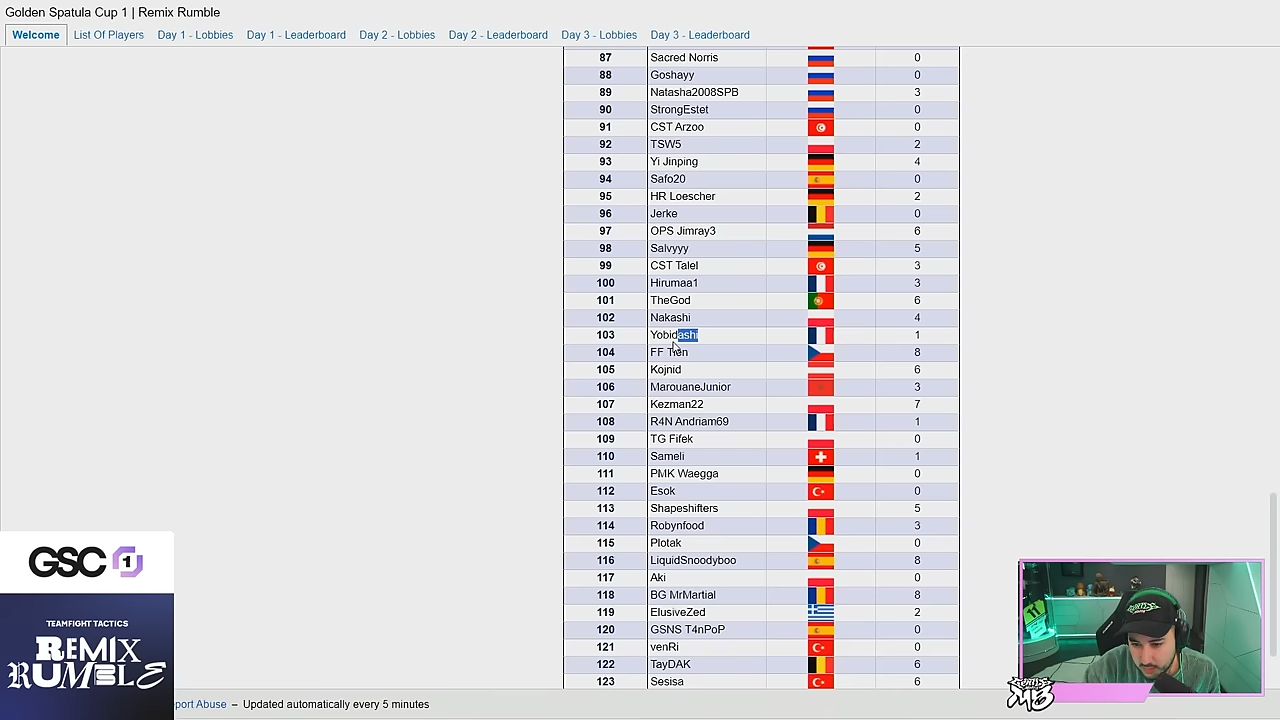 Golden Spatula Cup 1 | Remix Rumble
Welcome List Of Players Day 1 - Lobbies Day 1 - Leaderboard Day 2 - Lobbies Day 2 - Leaderboard Day 3 - Lobbies Day 3 - Leaderboard
87 Sacred Norris 0
88 Goshayy 0
89 Natasha2008SPB 3
90 StrongEstet 0
91 CST Arzoo 0
92 TSW5 2
93 Yi Jinping 4
94 Safo20 0
95 HR Loescher 2
96 Jerke 0
97 OPS Jimray3 6
98 Salvyyy 5
99 CST Talel 3
100 Hirumaa1 3
101 TheGod 6
102 Nakashi 4
103 Yobidashi 1
104 FF Tien 8
105 Kojnid 6
106 MarouaneJunior 3
107 Kezman22 7
108 R4N Andriam69 1
109 TG Fifek 0
110 Sameli 1
111 PMK Waegga 0
112 Esok 0
113 Shapeshifters 5
114 Robynfood 3
115 Plotak 0
116 LiquidSnoodyboo 8
117 Aki 0
118 BG MrMartial 8
119 ElusiveZed 2
120 GSNS T4nPoP 0
121 venRi 0
122 TayDAK 6
123 Sesisa 6
GSC 1
TEAMFIGHT TACTICS
REMIX
RUMBLE
port Abuse – Updated automatically every 5 minutes